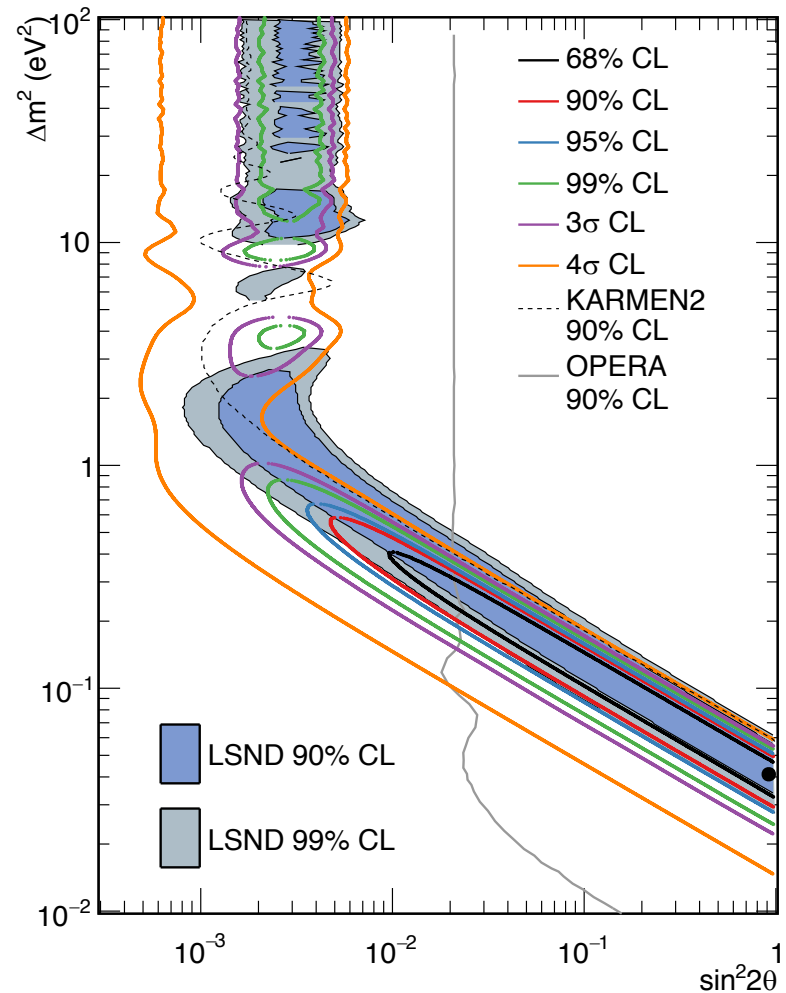 Δm² (eV²)
10²
10
1
10⁻¹
10⁻²
68% CL
90% CL
95% CL
99% CL
3σ CL
4σ CL
KARMEN2
90% CL
OPERA
90% CL
LSND 90% CL
LSND 99% CL
10⁻³
10⁻²
10⁻¹
1
sin²2θ